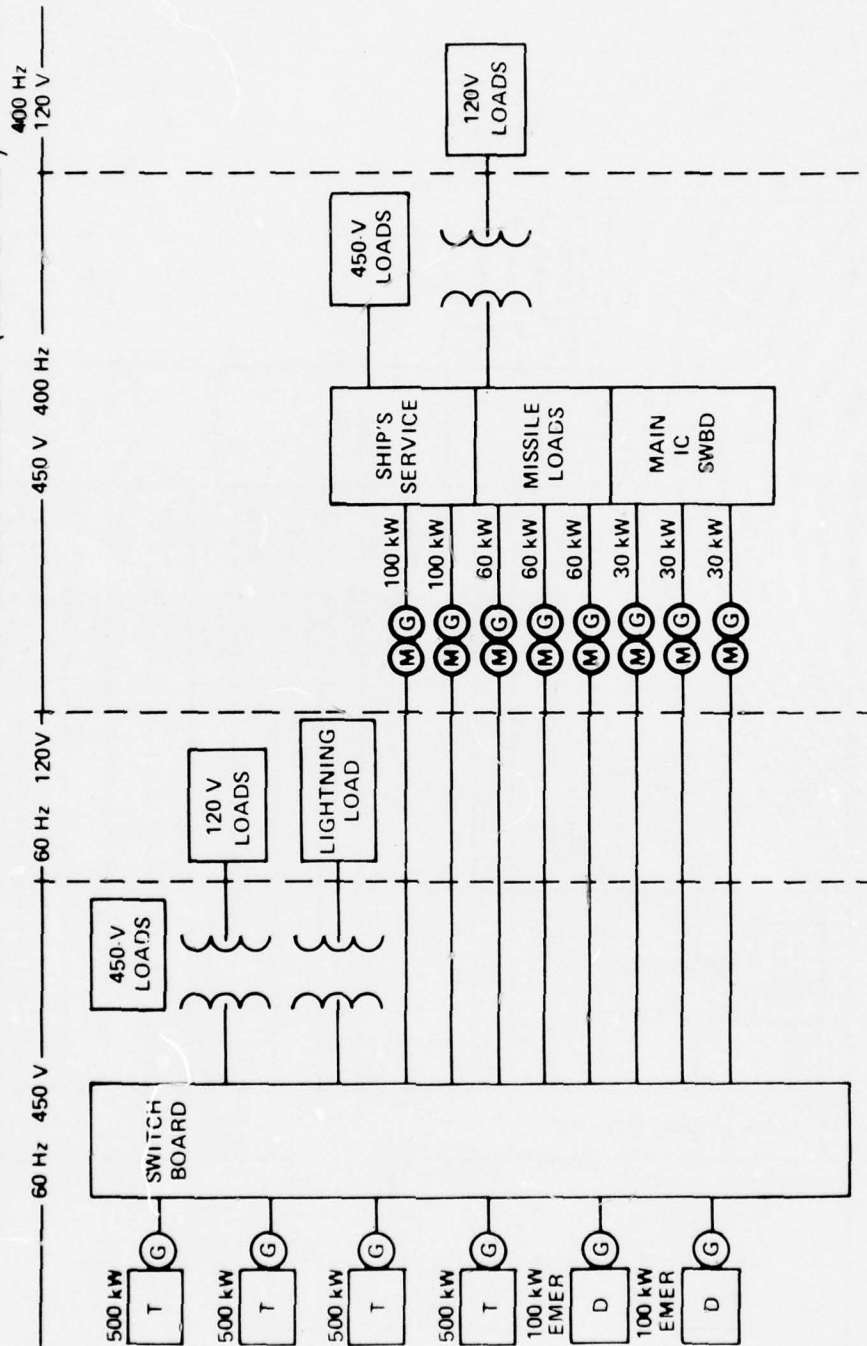 60 Hz 450 V
60 Hz 120V
450 V 400 Hz
400 Hz
120 V
500 kW
T
G
500 kW
T
G
500 kW
T
G
500 kW
T
G
100 kW
EMER
D
G
100 kW
EMER
D
G
SWITCH
BOARD
450-V
LOADS
120 V
LOADS
LIGHTNING
LOAD
M G 100 kW
M G 100 kW
M G 60 kW
M G 60 kW
M G 60 kW
M G 30 kW
M G 30 kW
M G 30 kW
SHIP'S
SERVICE
MISSILE
LOADS
MAIN
IC
SWBD
450-V
LOADS
120V
LOADS